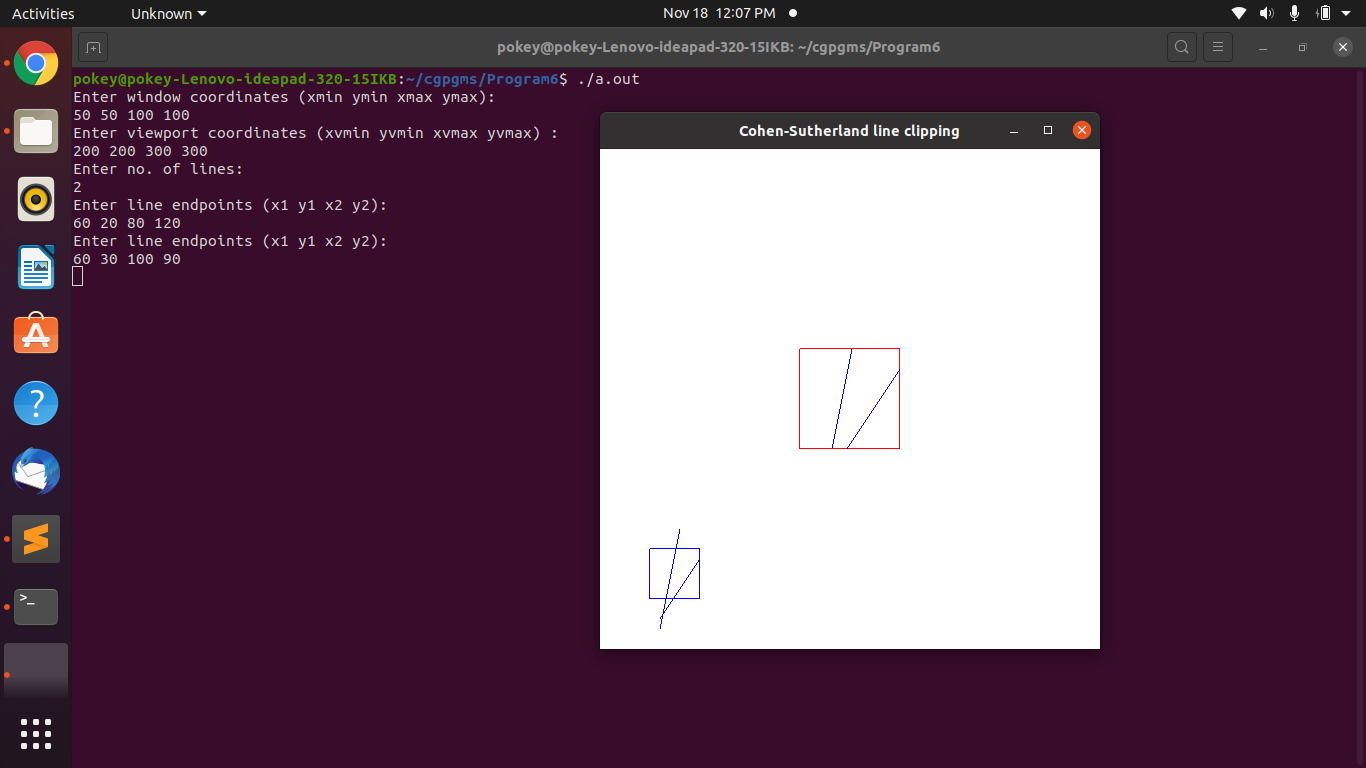 Activities Unknown Nov 18 12:07 PM
pokey@pokey-Lenovo-ideapad-320-15IKB: ~/cgpgms/Program6
pokey@pokey-Lenovo-ideapad-320-15IKB:~/cgpgms/Program6$ ./a.out
Enter window coordinates (xmin ymin xmax ymax):
50 50 100 100
Enter viewport coordinates (xvmin yvmin xvmax yvmax) :
200 200 300 300
Enter no. of lines:
2
Enter line endpoints (x1 y1 x2 y2):
60 20 80 120
Enter line endpoints (x1 y1 x2 y2):
60 30 100 90
Cohen-Sutherland line clipping